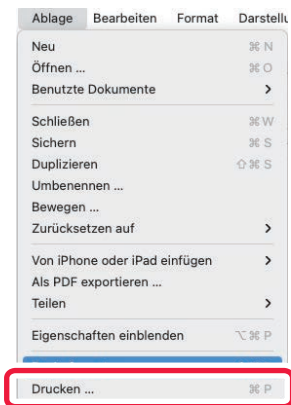 Ablage Bearbeiten Format
Neu ⌘ N
Öffnen ... ⌘ O
Benutzte Dokumente >
Schließen ⌘ W
Sichern ⌘ S
Duplizieren ⇧ ⌘ S
Umbenennen ...
Bewegen ...
Zurücksetzen auf >
Von iPhone oder iPad einfügen >
Als PDF exportieren ...
Teilen >
Eigenschaften einblenden ⌥ ⌘ P
Drucken ... ⌘ P